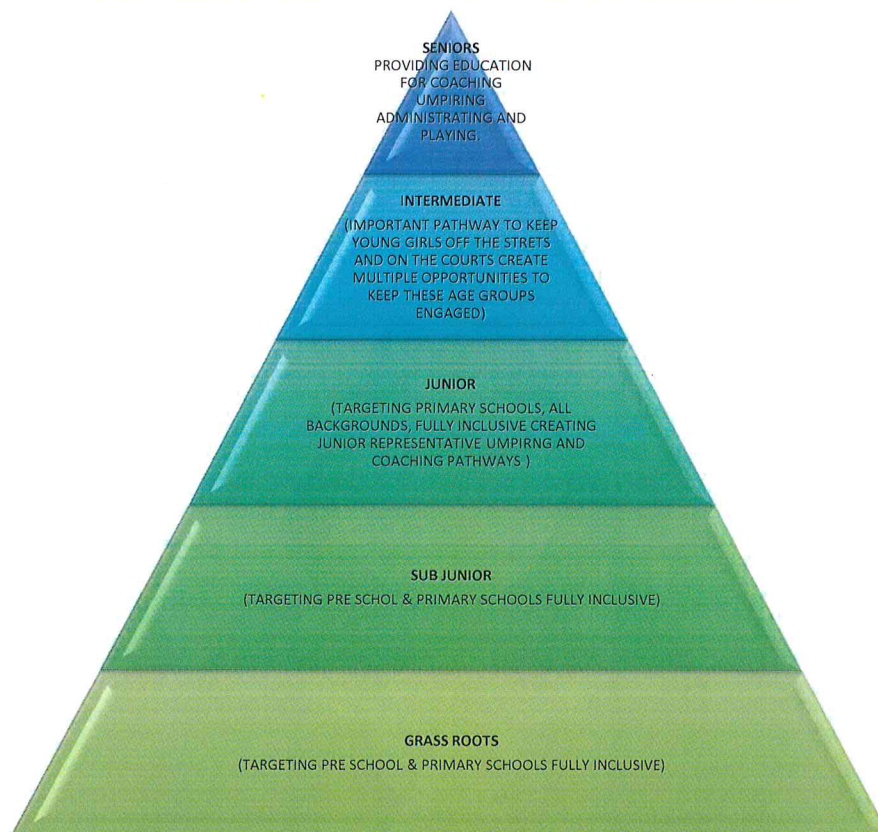 SENIORS
PROVIDING EDUCATION
FOR COACHING
UMPIRING
ADMINISTRATING AND
PLAYING.
INTERMEDIATE
(IMPORTANT PATHWAY TO KEEP
YOUNG GIRLS OFF THE STRETS
AND ON THE COURTS CREATE
MULTIPLE OPPORTUNITIES TO
KEEP THESE AGE GROUPS
ENGAGED)
JUNIOR
(TARGETING PRIMARY SCHOOLS, ALL
BACKGROUNDS, FULLY INCLUSIVE CREATING
JUNIOR REPRESENTATIVE UMPIRNG AND
COACHING PATHWAYS )
SUB JUNIOR
(TARGETING PRE SCHOL & PRIMARY SCHOOLS FULLY INCLUSIVE)
GRASS ROOTS
(TARGETING PRE SCHOOL & PRIMARY SCHOOLS FULLY INCLUSIVE)